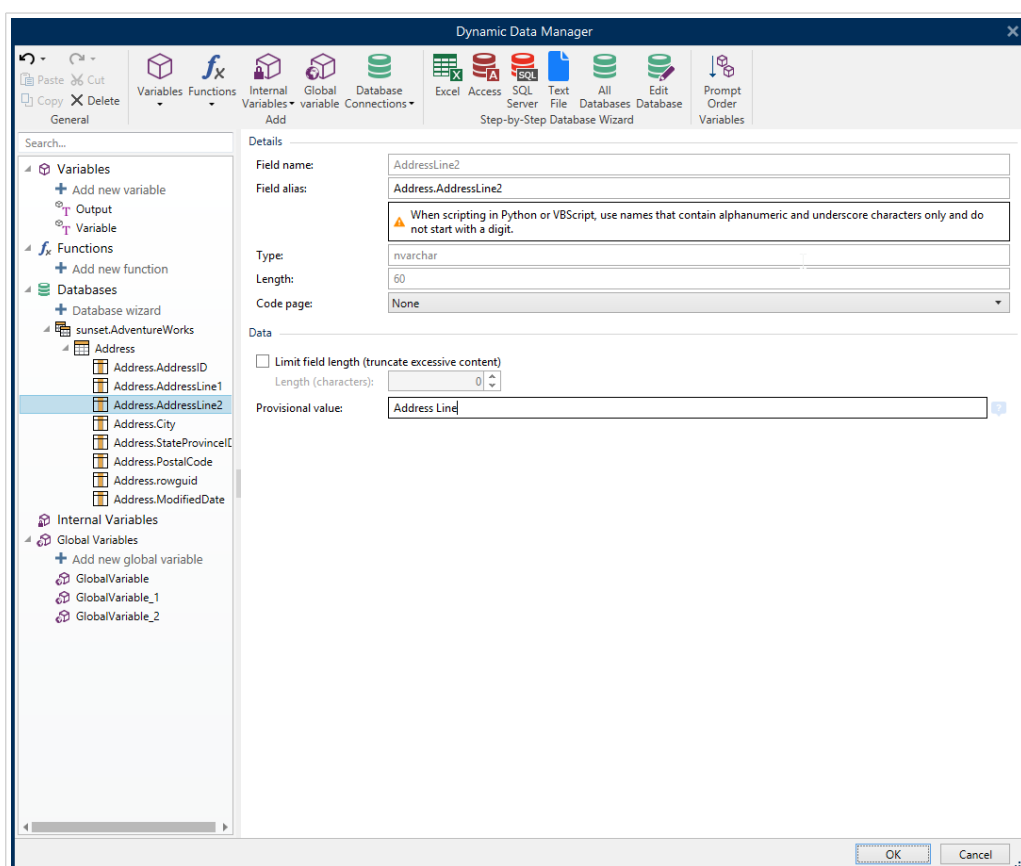 Dynamic Data Manager
Paste Cut
Copy Delete
General
Variables Functions
Internal Variables
Global variable
Database Connections
Add
Excel Access SQL Server Text File All Databases Edit Database
Step-by-Step Database Wizard
Prompt Order
Variables
Search...
Variables
Add new variable
Output
Variable
Functions
Add new function
Databases
Database wizard
sunset.AdventureWorks
Address
Address.AddressID
Address.AddressLine1
Address.AddressLine2
Address.City
Address.StateProvinceID
Address.PostalCode
Address.rowguid
Address.ModifiedDate
Internal Variables
Global Variables
Add new global variable
GlobalVariable
GlobalVariable_1
GlobalVariable_2
Details
Field name: AddressLine2
Field alias: Address.AddressLine2
When scripting in Python or VBScript, use names that contain alphanumeric and underscore characters only and do
not start with a digit.
Type: nvarchar
Length: 60
Code page: None
Data
Limit field length (truncate excessive content)
Length (characters): 0
Provisional value: Address Line
OK Cancel